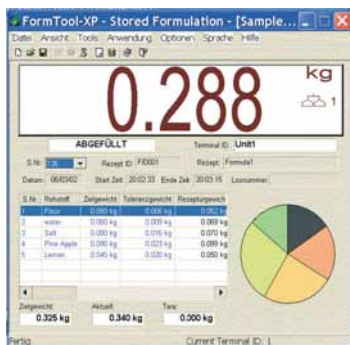 FormTool-XP - Stored Formulation - [Sample...
Datei Ansicht Tools Anwendung Optionen Sprache Hilfe
0.288 kg
1
ABGEFÜLLT Terminal ID: Unit1
S.Nr. 126 Rezept ID: FID001 Rezept: Formula1
Datum: 06/03/02 Start Zeit: 20:02:33 Ende Zeit: 20:03:15 Losnummer:
S.Nr. Rohstoff Zielgewicht Toleranzgewicht Rezepturgewicht
1 Flour 0.060 kg 0.006 kg 0.062 kg
2 water 0.060 kg 0.009 kg 0.069 kg
3 Salt 0.080 kg 0.016 kg 0.070 kg
4 Pine Apple 0.090 kg 0.023 kg 0.099 kg
5 Lemon 0.045 kg 0.020 kg 0.050 kg
Zielgewicht: Aktuell: Tara:
0.325 kg 0.340 kg 0.000 kg
Fertig Current Terminal ID: 1